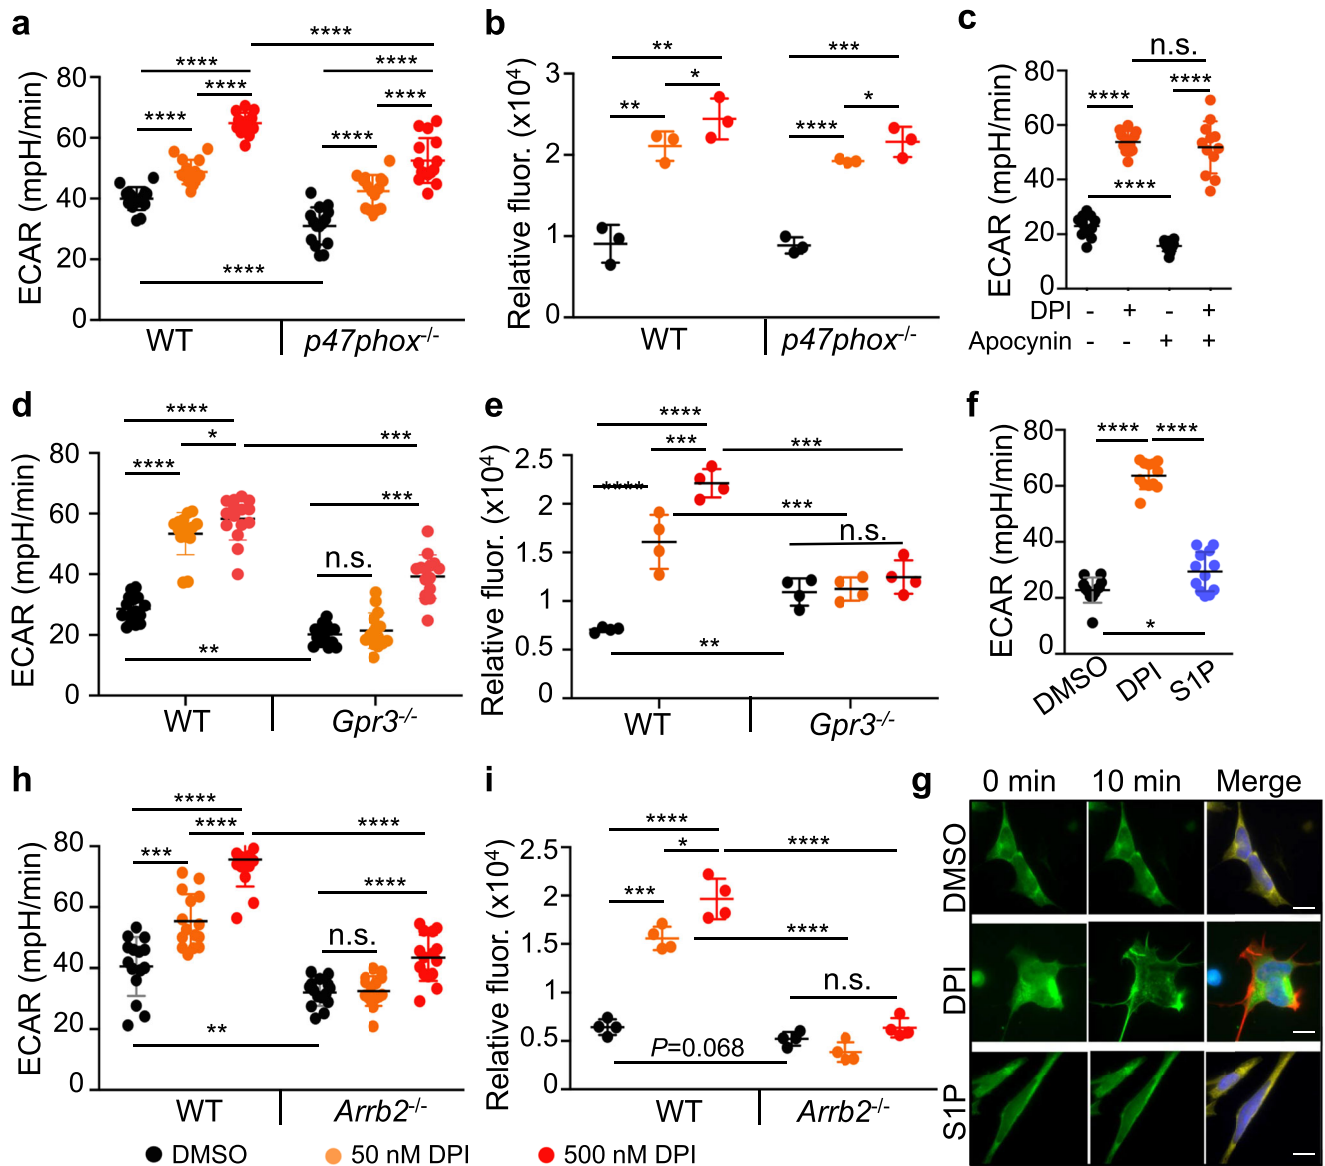 a
****
****
****
****
****
****
****
****
ECAR (mpH/min)
80
60
40
20
0
WT
p47phox-/-
b
**
*
**
***
*
****
Relative fluor. (x10⁴)
3
2
1
0
WT
p47phox-/-
c
n.s.
****
****
****
ECAR (mpH/min)
80
60
40
20
0
DPI - + - +
Apocynin - - + +
d
****
*
****
***
***
n.s.
**
ECAR (mpH/min)
80
60
40
20
0
WT
Gpr3-/-
e
****
***
****
***
***
n.s.
**
Relative fluor. (x10⁴)
2.5
2
1.5
1
0.5
0
WT
Gpr3-/-
f
**** ****
*
ECAR (mpH/min)
80
60
40
20
0
DMSO
DPI
S1P
h
****
****
***
****
****
n.s.
**
ECAR (mpH/min)
80
60
40
20
0
WT
Arrb2-/-
i
****
*
***
****
****
n.s.
P=0.068
Relative fluor. (x10⁴)
2.5
2
1.5
1
0.5
0
WT
Arrb2-/-
g
0 min 10 min Merge
DMSO
DPI
S1P
DMSO 50 nM DPI 500 nM DPI